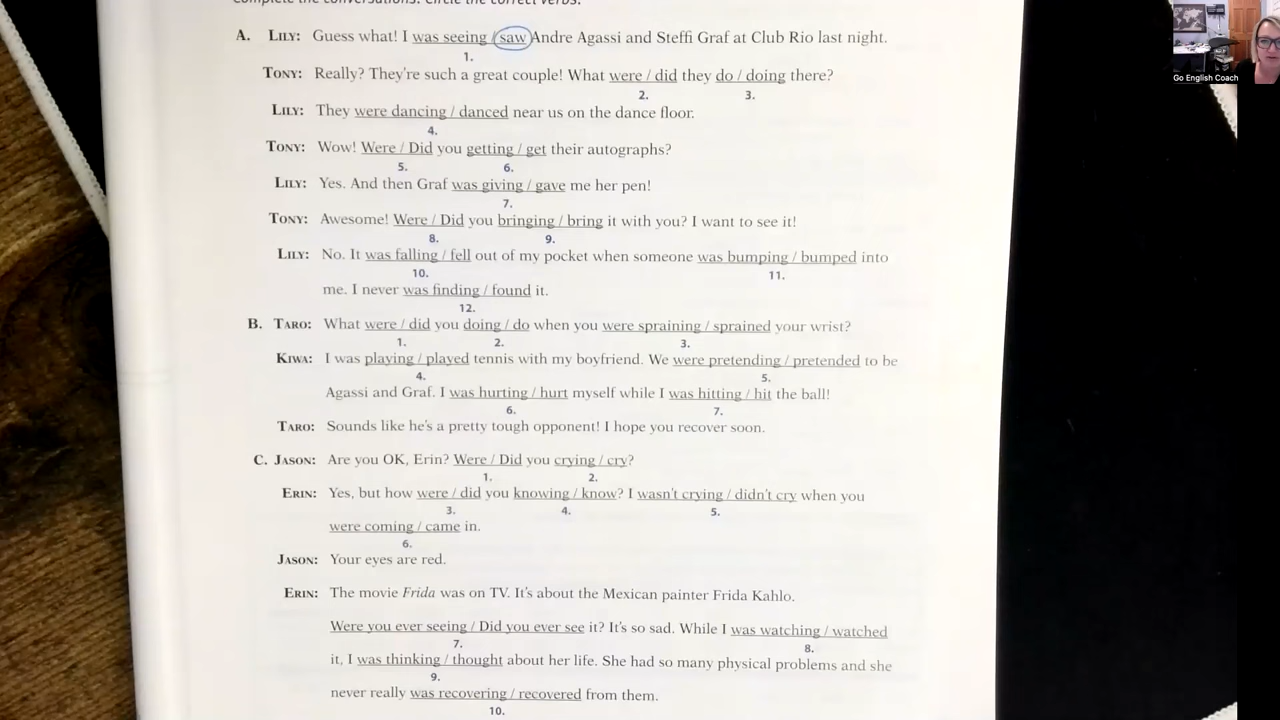 Complete the conversations. Circle the correct verbs.
Go English Coach
A. LILY: Guess what! I was seeing / saw Andre Agassi and Steffi Graf at Club Rio last night.
1.
TONY: Really? They're such a great couple! What were / did they do / doing there?
2. 3.
LILY: They were dancing / danced near us on the dance floor.
4.
TONY: Wow! Were / Did you getting / get their autographs?
5. 6.
LILY: Yes. And then Graf was giving / gave me her pen!
7.
TONY: Awesome! Were / Did you bringing / bring it with you? I want to see it!
8. 9.
LILY: No. It was falling / fell out of my pocket when someone was bumping / bumped into
10. 11.
me. I never was finding / found it.
12.
B. TARO: What were / did you doing / do when you were spraining / sprained your wrist?
1. 2. 3.
KIWA: I was playing / played tennis with my boyfriend. We were pretending / pretended to be
4. 5.
Agassi and Graf. I was hurting / hurt myself while I was hitting / hit the ball!
6. 7.
TARO: Sounds like he's a pretty tough opponent! I hope you recover soon.
C. JASON: Are you OK, Erin? Were / Did you crying / cry?
1. 2.
ERIN: Yes, but how were / did you knowing / know? I wasn't crying / didn't cry when you
3. 4. 5.
were coming / came in.
6.
JASON: Your eyes are red.
ERIN: The movie Frida was on TV. It's about the Mexican painter Frida Kahlo.
Were you ever seeing / Did you ever see it? It's so sad. While I was watching / watched
7. 8.
it, I was thinking / thought about her life. She had so many physical problems and she
9.
never really was recovering / recovered from them.
10.